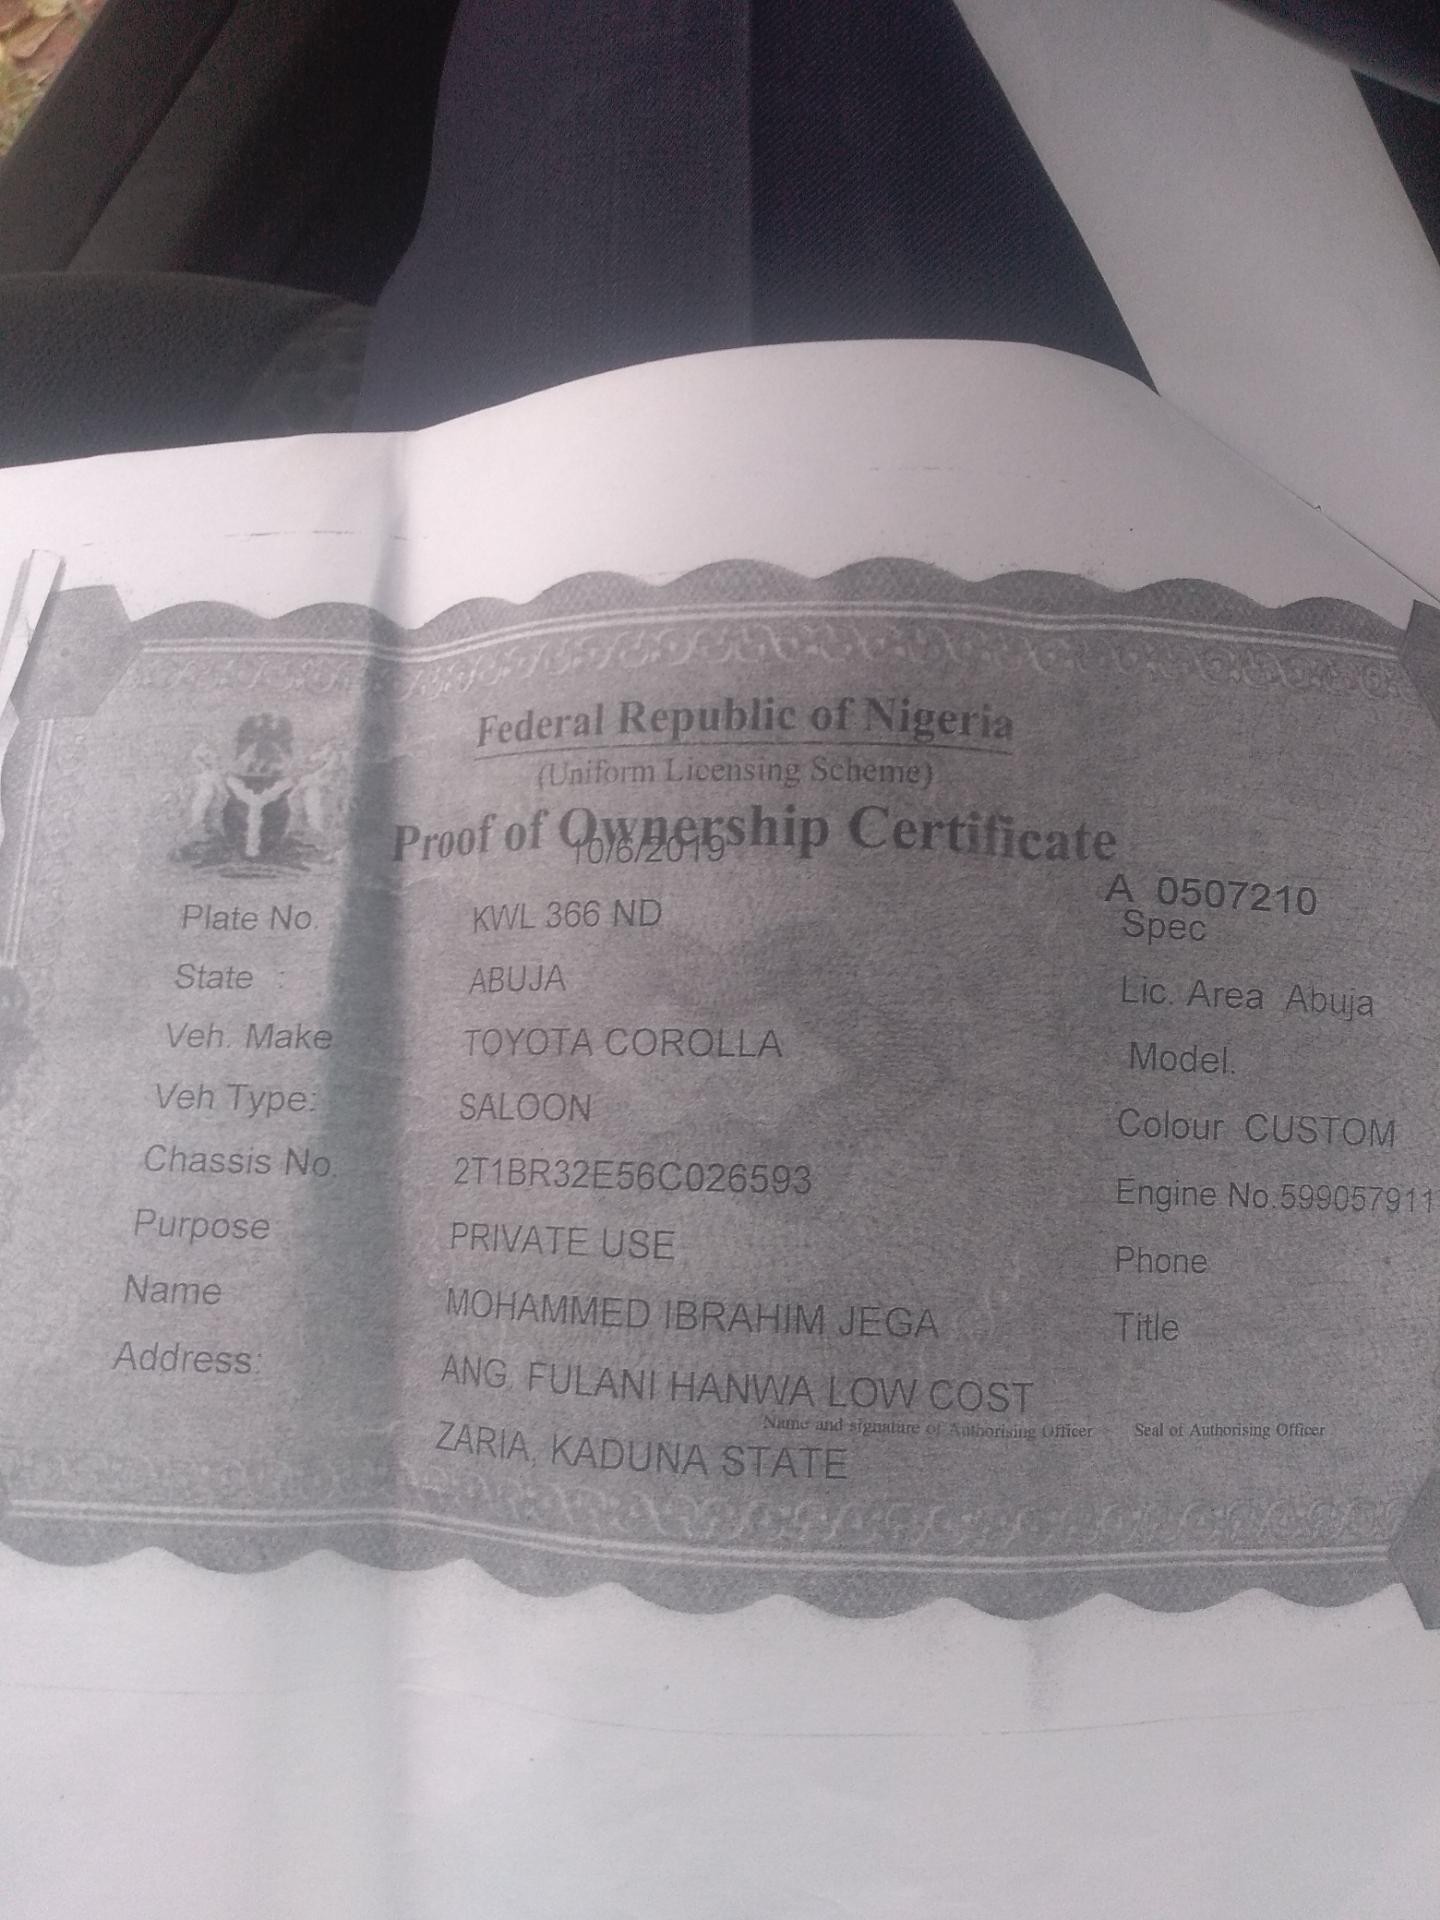 Federal Republic of Nigeria
(Uniform Licensing Scheme)
Proof of Ownership Certificate
10/6/2019
A 0507210
Plate No. KWL 366 ND Spec
State : ABUJA Lic. Area Abuja
Veh. Make TOYOTA COROLLA Model.
Veh Type: SALOON Colour CUSTOM
Chassis No. 2T1BR32E56C026593 Engine No.599057911
Purpose PRIVATE USE Phone
Name MOHAMMED IBRAHIM JEGA Title
Address: ANG. FULANI HANWA LOW COST
Name and signature of Authorising Officer Seal of Authorising Officer
ZARIA, KADUNA STATE